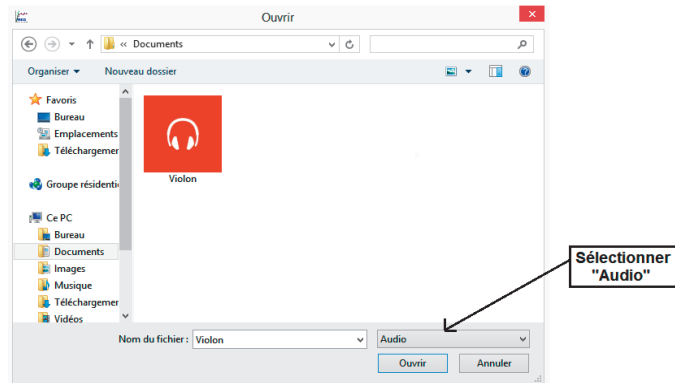 Ouvrir
« Documents
Organiser
Nouveau dossier
Favoris
Bureau
Emplacements
Téléchargemer
Groupe résidenti
Ce PC
Bureau
Documents
Images
Musique
Téléchargemer
Vidéos
Violon
Sélectionner
"Audio"
Nom du fichier : Violon
Audio
Ouvrir
Annuler